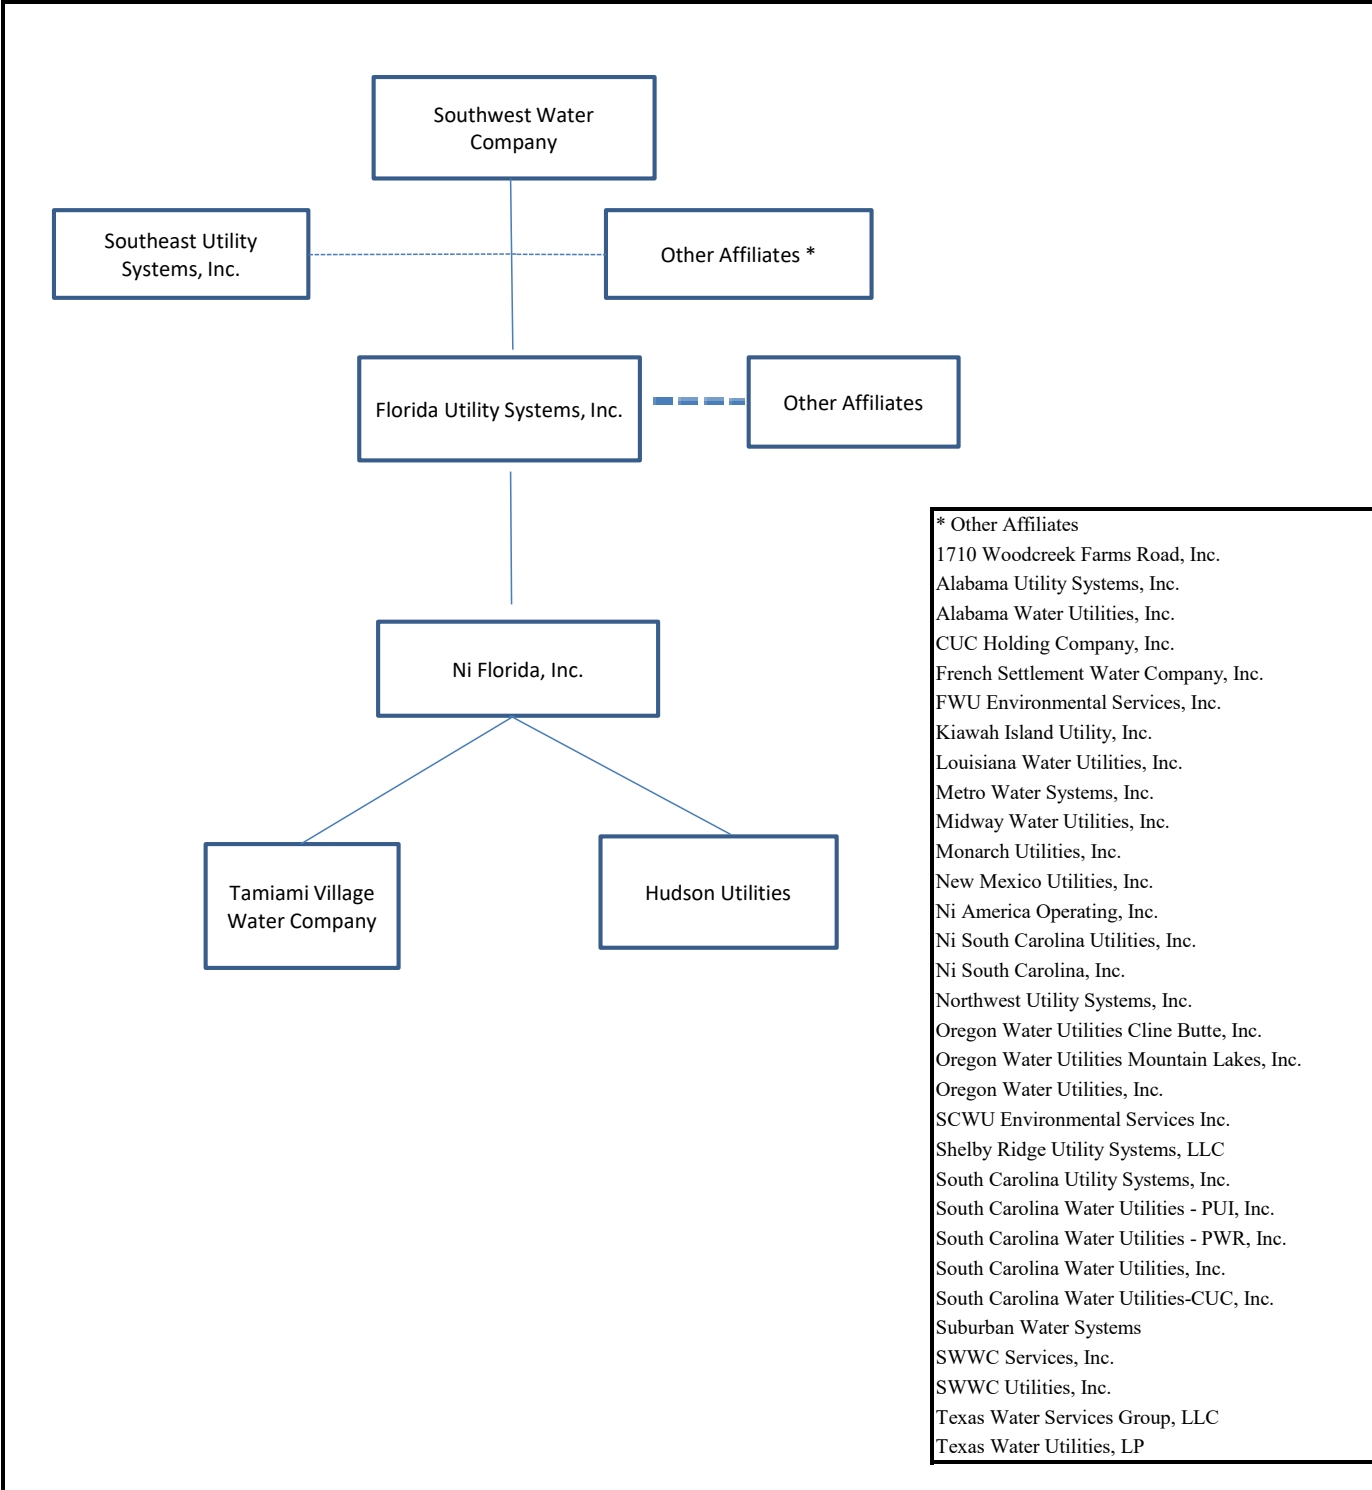 Southwest Water
Company
Southeast Utility
Systems, Inc.
Other Affiliates *
Florida Utility Systems, Inc.
Other Affiliates
Ni Florida, Inc.
Tamiami Village
Water Company
Hudson Utilities
* Other Affiliates
1710 Woodcreek Farms Road, Inc.
Alabama Utility Systems, Inc.
Alabama Water Utilities, Inc.
CUC Holding Company, Inc.
French Settlement Water Company, Inc.
FWU Environmental Services, Inc.
Kiawah Island Utility, Inc.
Louisiana Water Utilities, Inc.
Metro Water Systems, Inc.
Midway Water Utilities, Inc.
Monarch Utilities, Inc.
New Mexico Utilities, Inc.
Ni America Operating, Inc.
Ni South Carolina Utilities, Inc.
Ni South Carolina, Inc.
Northwest Utility Systems, Inc.
Oregon Water Utilities Cline Butte, Inc.
Oregon Water Utilities Mountain Lakes, Inc.
Oregon Water Utilities, Inc.
SCWU Environmental Services Inc.
Shelby Ridge Utility Systems, LLC
South Carolina Utility Systems, Inc.
South Carolina Water Utilities - PUI, Inc.
South Carolina Water Utilities - PWR, Inc.
South Carolina Water Utilities, Inc.
South Carolina Water Utilities-CUC, Inc.
Suburban Water Systems
SWWC Services, Inc.
SWWC Utilities, Inc.
Texas Water Services Group, LLC
Texas Water Utilities, LP